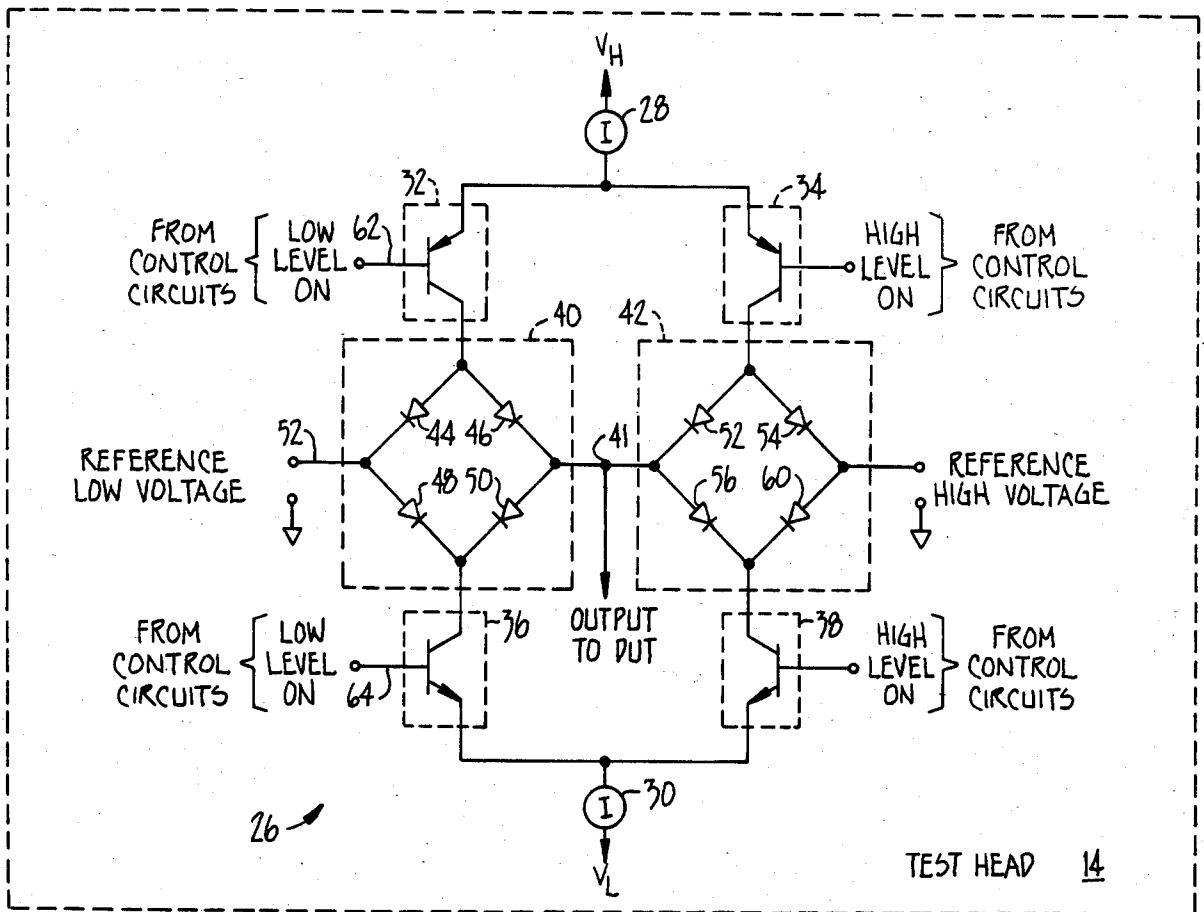 V_H
28
I
32
34
FROM CONTROL CIRCUITS
LOW LEVEL ON
62
HIGH LEVEL ON
FROM CONTROL CIRCUITS
40
42
44
46
41
52
54
52
REFERENCE LOW VOLTAGE
REFERENCE HIGH VOLTAGE
48
50
56
60
36
OUTPUT TO DUT
38
FROM CONTROL CIRCUITS
LOW LEVEL ON
64
HIGH LEVEL ON
FROM CONTROL CIRCUITS
I
30
26
V_L
TEST HEAD 14